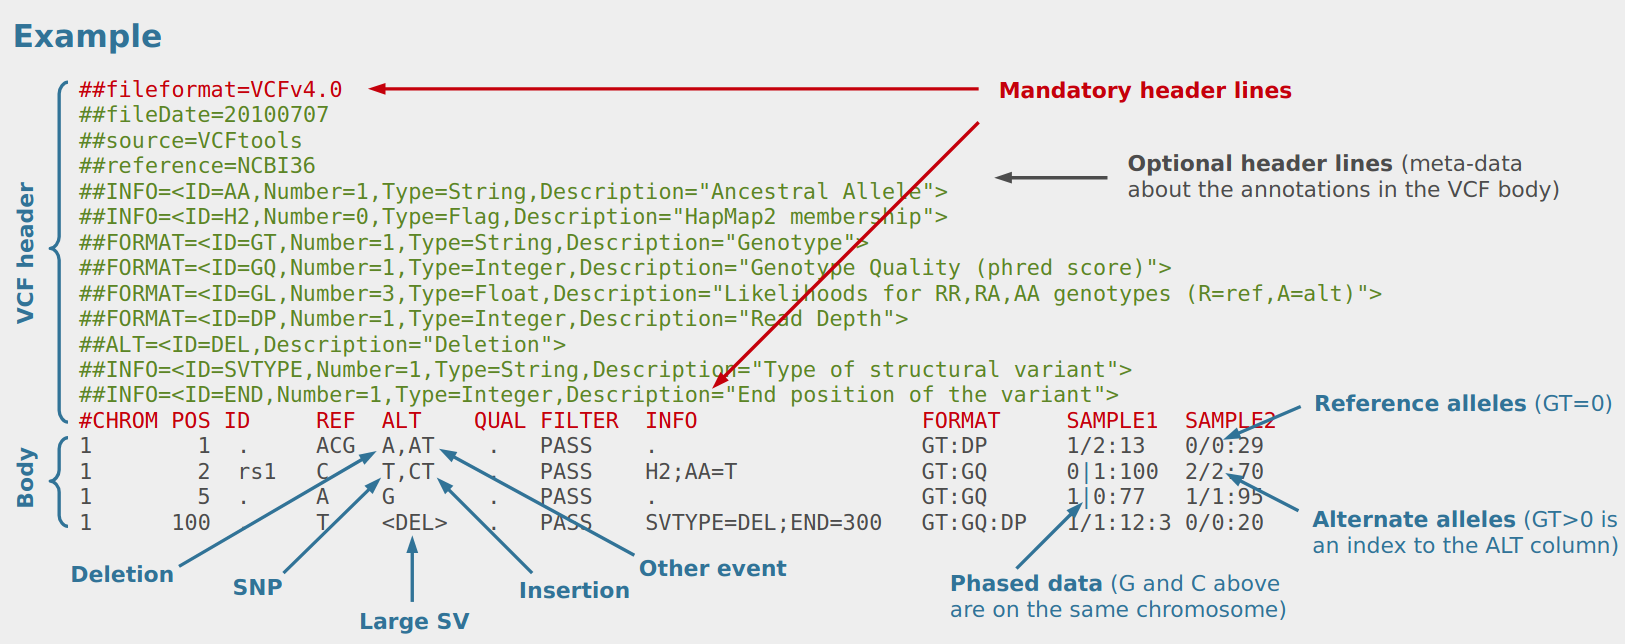 Example
VCF header
##fileformat=VCFv4.0
##fileDate=20100707
##source=VCFtools
##reference=NCBI36
##INFO=<ID=AA,Number=1,Type=String,Description="Ancestral Allele">
##INFO=<ID=H2,Number=0,Type=Flag,Description="HapMap2 membership">
##FORMAT=<ID=GT,Number=1,Type=String,Description="Genotype">
##FORMAT=<ID=GQ,Number=1,Type=Integer,Description="Genotype Quality (phred score)">
##FORMAT=<ID=GL,Number=3,Type=Float,Description="Likelihoods for RR,RA,AA genotypes (R=ref,A=alt)">
##FORMAT=<ID=DP,Number=1,Type=Integer,Description="Read Depth">
##ALT=<ID=DEL,Description="Deletion">
##INFO=<ID=SVTYPE,Number=1,Type=String,Description="Type of structural variant">
##INFO=<ID=END,Number=1,Type=Integer,Description="End position of the variant">
#CHROM POS ID REF ALT QUAL FILTER INFO FORMAT SAMPLE1 SAMPLE2
Body
1 1 . ACG A,AT . PASS . GT:DP 1/2:13 0/0:29
1 2 rs1 C T,CT . PASS H2;AA=T GT:GQ 0|1:100 2/2:70
1 5 . A G . PASS . GT:GQ 1|0:77 1/1:95
1 100 . T <DEL> . PASS SVTYPE=DEL;END=300 GT:GQ:DP 1/1:12:3 0/0:20
Mandatory header lines
Optional header lines (meta-data
about the annotations in the VCF body)
Reference alleles (GT=0)
Alternate alleles (GT>0 is
an index to the ALT column)
Phased data (G and C above
are on the same chromosome)
Deletion
SNP
Large SV
Insertion
Other event